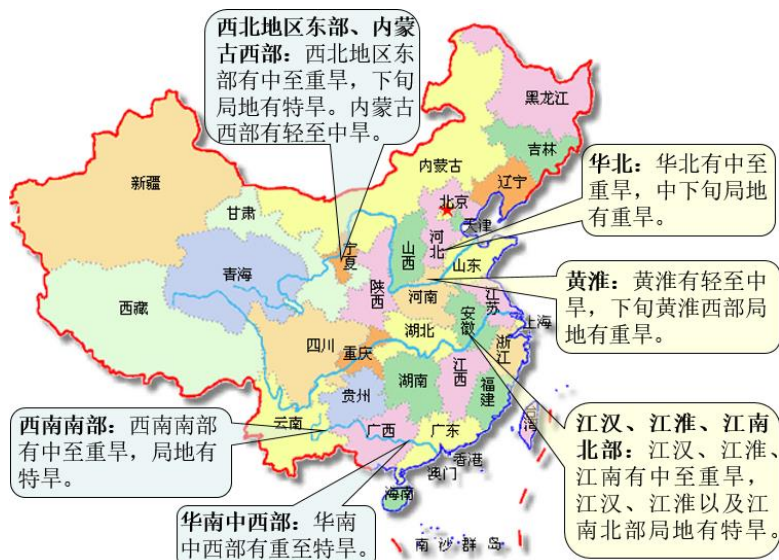 西北地区东部、内蒙
古西部：西北地区东
部有中至重旱，下旬
局地有特旱。内蒙古
西部有轻至中旱。
黑龙江
吉林
辽宁
内蒙古
北京
天津
河北
山西
山东
新疆
甘肃
宁夏
青海
陕西
河南
江苏
安徽
上海
西藏
四川
重庆
湖北
浙江
江西
湖南
贵州
福建
云南
广西
广东
台湾
香港
澳门
海南
南沙群岛
华北：华北有中至
重旱，中下旬局地
有重旱。
黄淮：黄淮有轻至中
旱，下旬黄淮西部局
地有重旱。
江汉、江淮、江南
北部：江汉、江淮、
江南有中至重旱，
江汉、江淮以及江
南北部局地有特旱。
西南南部：西南南部
有中至重旱，局地有
特旱。
华南中西部：华南
中西部有重至特旱。